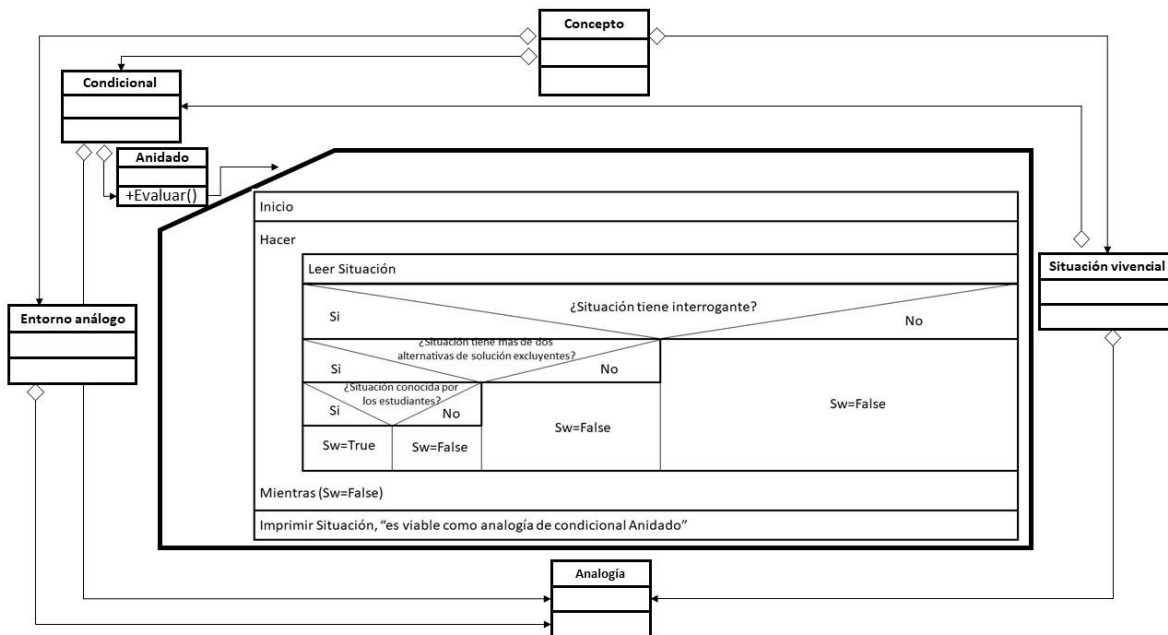 Concepto
Condicional
Anidado
+Evaluar()
Inicio
Hacer
Leer Situación
¿Situación tiene interrogante?
Si
No
¿Situación tiene mas de dos
alternativas de solución excluyentes?
Si
No
¿Situación conocida por
los estudiantes?
Si
No
Sw=True
Sw=False
Sw=False
Sw=False
Mientras (Sw=False)
Imprimir Situación, “es viable como analogía de condicional Anidado”
Situación vivencial
Entorno análogo
Analogía